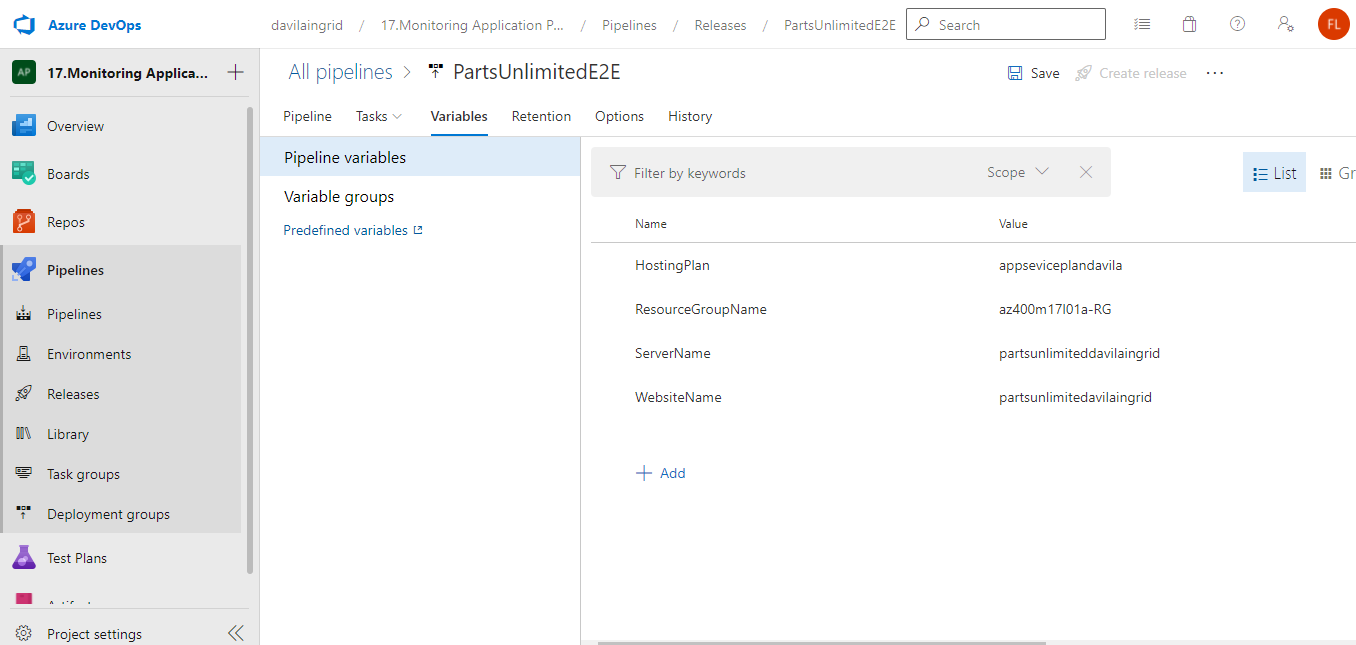 Azure DevOps
davilaingrid / 17.Monitoring Application P... / Pipelines / Releases / PartsUnlimitedE2E
Search
FL
AP
17.Monitoring Applica...
Overview
Boards
Repos
Pipelines
Pipelines
Environments
Releases
Library
Task groups
Deployment groups
Test Plans
Project settings
All pipelines > PartsUnlimitedE2E
Save
Create release
...
Pipeline Tasks Variables Retention Options History
Pipeline variables
Variable groups
Predefined variables
Filter by keywords
Scope
List
Gr
Name Value
HostingPlan appseviceplandavila
ResourceGroupName az400m17l01a-RG
ServerName partsunlimiteddavilaingrid
WebsiteName partsunlimitedavilaingrid
+ Add